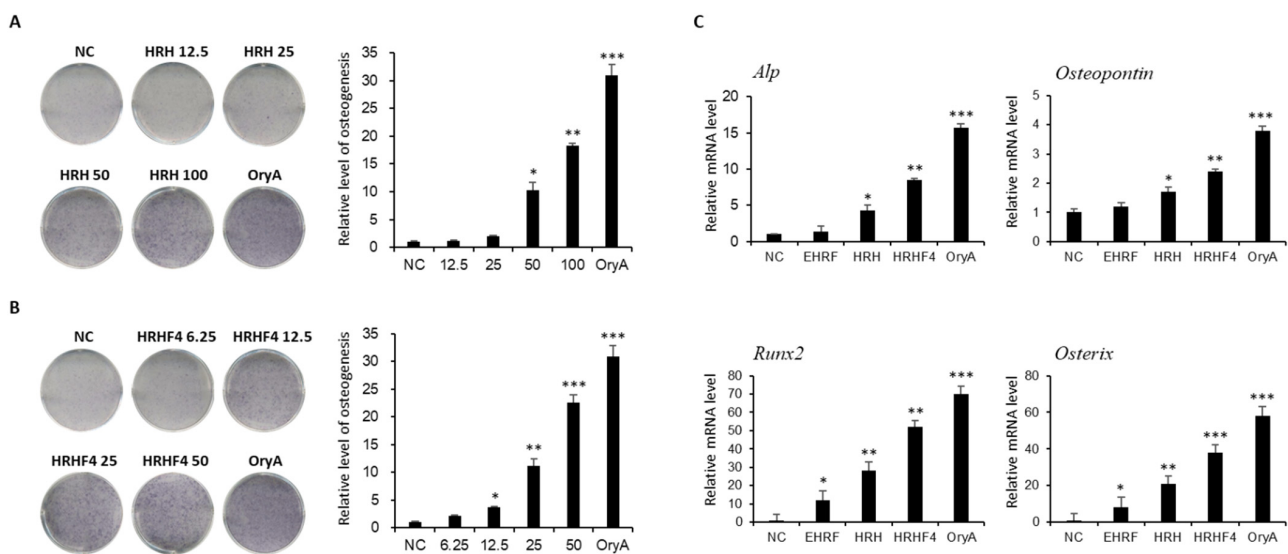 A
NC HRH 12.5 HRH 25
HRH 50 HRH 100 OryA
Relative level of osteogenesis
35
30
25
20
15
10
5
0
* ** ***
NC 12.5 25 50 100 OryA
B
NC HRHF4 6.25 HRHF4 12.5
HRHF4 25 HRHF4 50 OryA
Relative level of osteogenesis
35
30
25
20
15
10
5
0
* ** *** ***
NC 6.25 12.5 25 50 OryA
C
Alp
Relative mRNA level
20
15
10
5
0
* ** ***
NC EHRF HRH HRHF4 OryA
Osteopontin
Relative mRNA level
5
4
3
2
1
0
* ** ***
NC EHRF HRH HRHF4 OryA
Runx2
Relative mRNA level
80
70
60
50
40
30
20
10
0
* ** ** ***
NC EHRF HRH HRHF4 OryA
Osterix
Relative mRNA level
80
70
60
50
40
30
20
10
0
* ** *** ***
NC EHRF HRH HRHF4 OryA